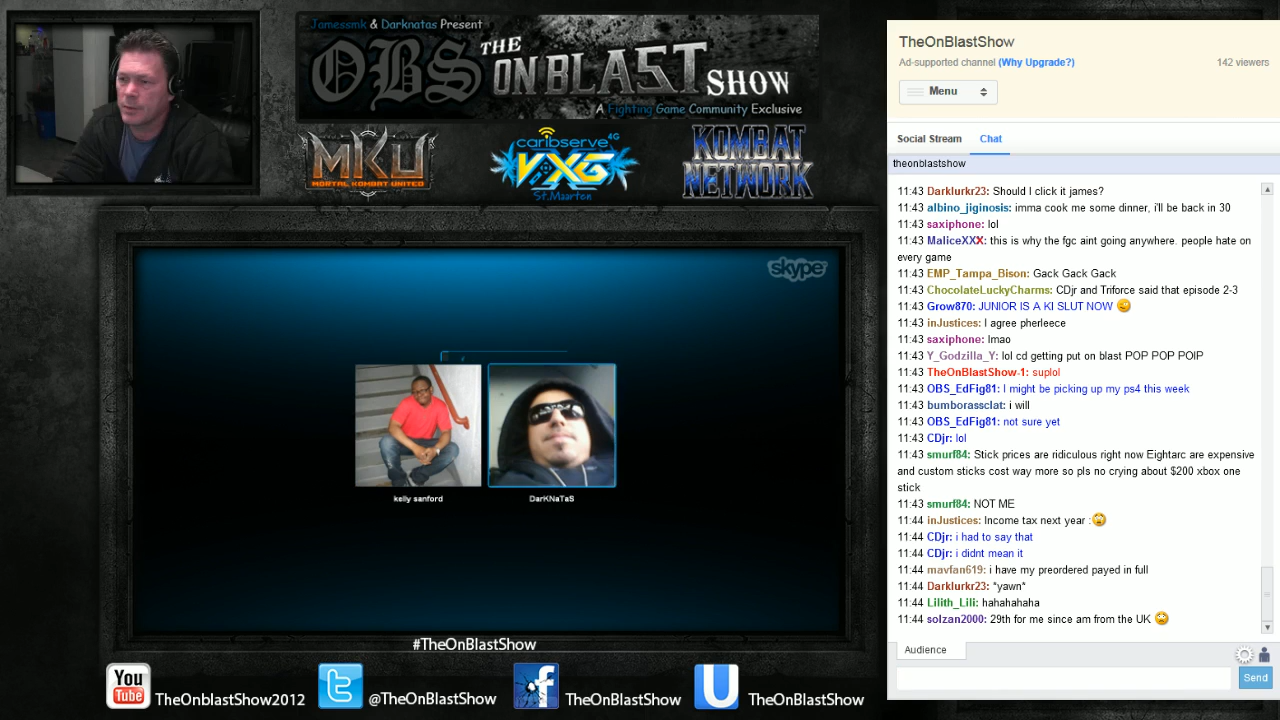 Jamessmk & Darknatas Present
OBS THE ON BLAST SHOW
A Fighting Game Community Exclusive
MKU
MORTAL KOMBAT UNITED
caribserve 4G
VXG
St.Maarten
KOMBAT
NETWORK
skype
kelly sanford
DarKNaTaS
#TheOnBlastShow
You
Tube
TheOnblastShow2012
t
@TheOnBlastShow
f
TheOnBlastShow
U
TheOnBlastShow
TheOnBlastShow
Ad-supported channel (Why Upgrade?)
142 viewers
Menu
Social Stream
Chat
theonblastshow
11:43 Darklurkr23: Should I click it james?
11:43 albino_jiginosis: imma cook me some dinner, i'll be back in 30
11:43 saxiphone: lol
11:43 MaliceXXX: this is why the fgc aint going anywhere. people hate on
every game
11:43 EMP_Tampa_Bison: Gack Gack Gack
11:43 ChocolateLuckyCharms: CDjr and Triforce said that episode 2-3
11:43 Grow870: JUNIOR IS A KI SLUT NOW
11:43 inJustices: I agree pherleece
11:43 saxiphone: lmao
11:43 Y_Godzilla_Y: lol cd getting put on blast POP POP POIP
11:43 TheOnBlastShow-1: suplol
11:43 OBS_EdFig81: I might be picking up my ps4 this week
11:43 bumborassclat: i will
11:43 OBS_EdFig81: not sure yet
11:43 CDjr: lol
11:43 smurf84: Stick prices are ridiculous right now Eightarc are expensive
and custom sticks cost way more so pls no crying about $200 xbox one
stick
11:43 smurf84: NOT ME
11:44 inJustices: Income tax next year :
11:44 CDjr: i had to say that
11:44 CDjr: i didnt mean it
11:44 mavfan619: i have my preordered payed in full
11:44 Darklurkr23: *yawn*
11:44 Lilith_Lili: hahahahaha
11:44 solzan2000: 29th for me since am from the UK
Audience
Send